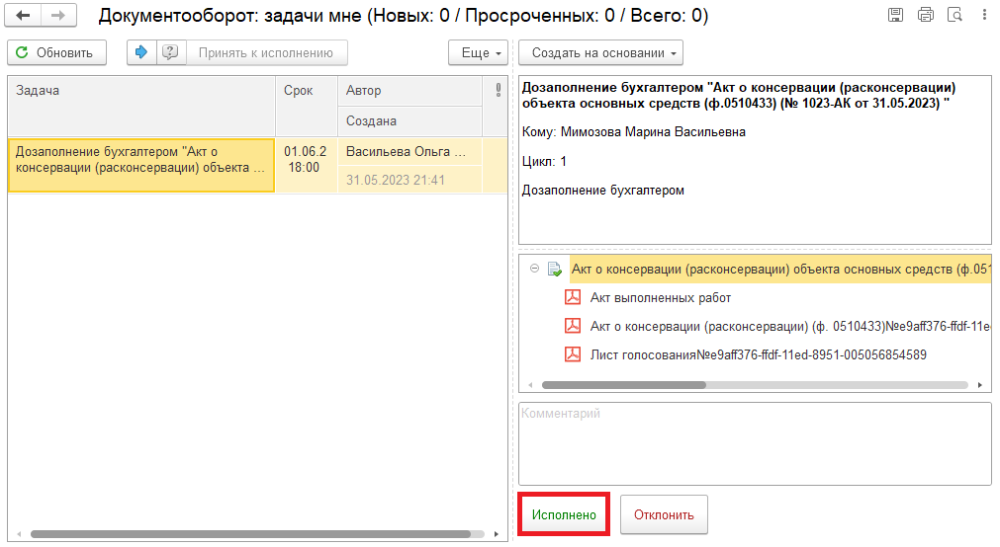 Документооборот: задачи мне (Новых: 0 / Просроченных: 0 / Всего: 0)
Обновить
Принять к исполнению
Еще
Создать на основании
Задача
Срок
Автор
Создана
Дозаполнение бухгалтером "Акт о
консервации (расконсервации) объекта ...
01.06.2
18:00
Васильева Ольга ...
31.05.2023 21:41
Дозаполнение бухгалтером "Акт о консервации (расконсервации)
объекта основных средств (ф.0510433) (№ 1023-АК от 31.05.2023) "
Кому: Мимозова Марина Васильевна
Цикл: 1
Дозаполнение бухгалтером
Акт о консервации (расконсервации) объекта основных средств (ф.051
Акт выполненных работ
Акт о консервации (расконсервации) (ф. 0510433)№e9aff376-ffdf-11e
Лист голосования№e9aff376-ffdf-11ed-8951-005056854589
Комментарий
Исполнено
Отклонить